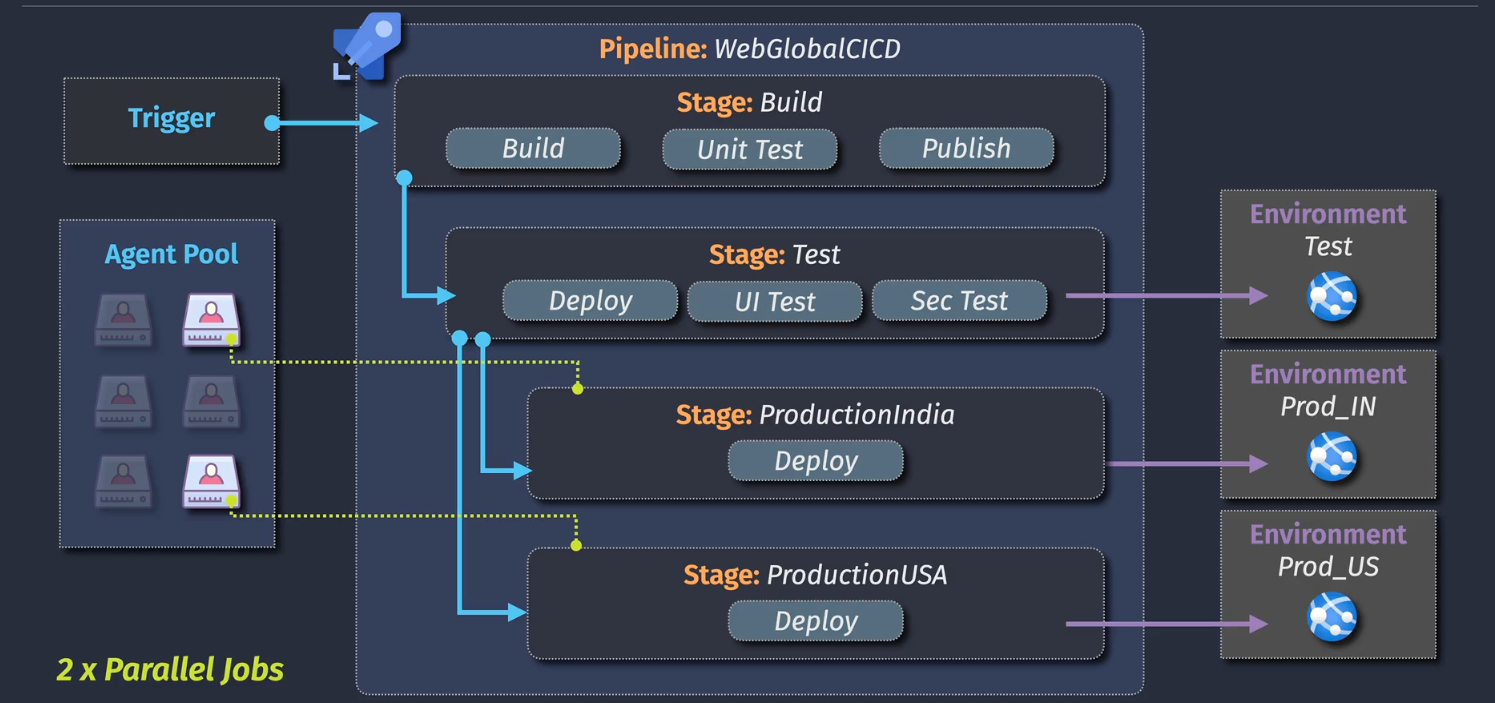 Pipeline: WebGlobalCICD
Trigger
Stage: Build
Build
Unit Test
Publish
Agent Pool
Stage: Test
Deploy
UI Test
Sec Test
Environment
Test
Stage: ProductionIndia
Deploy
Environment
Prod_IN
Stage: ProductionUSA
Deploy
Environment
Prod_US
2 x Parallel Jobs